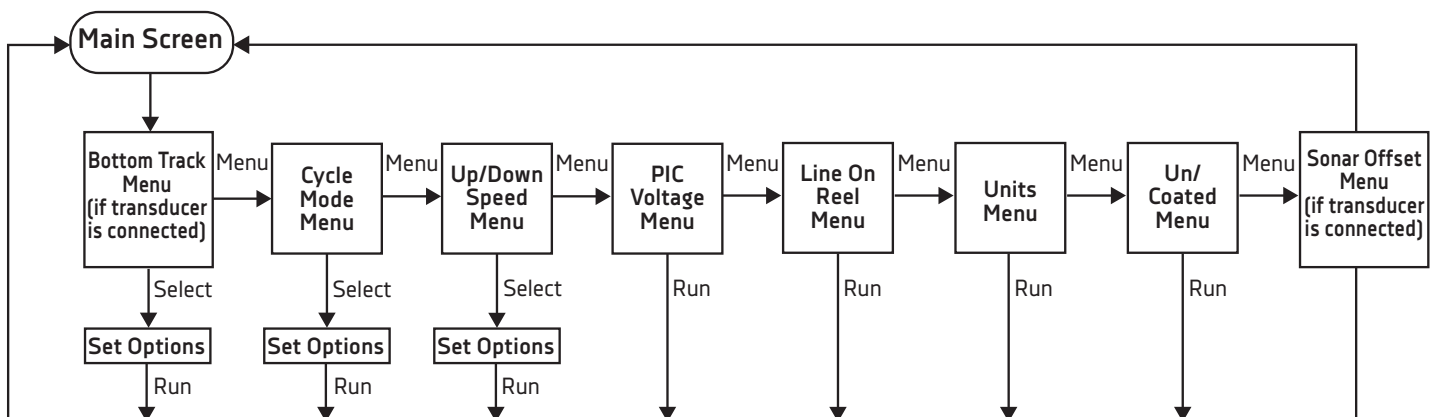 Main Screen
Bottom Track
Menu
(if transducer
is connected)
Menu
Cycle
Mode
Menu
Menu
Up/Down
Speed
Menu
Menu
PIC
Voltage
Menu
Menu
Line On
Reel
Menu
Menu
Units
Menu
Menu
Un/
Coated
Menu
Menu
Sonar Offset
Menu
(if transducer
is connected)
Select
Select
Select
Run
Run
Run
Run
Set Options
Set Options
Set Options
Run
Run
Run